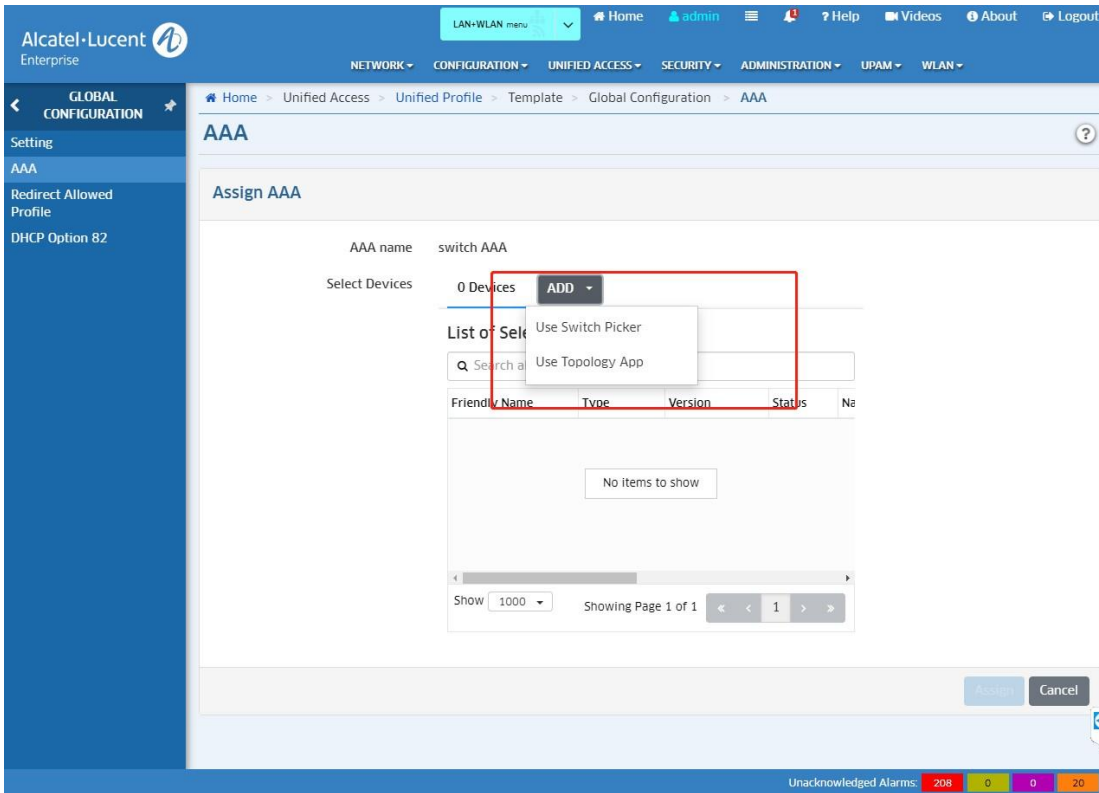 Alcatel·Lucent
Enterprise
LAN+WLAN menu
Home admin ? Help Videos About Logout
1
NETWORK CONFIGURATION UNIFIED ACCESS SECURITY ADMINISTRATION UPAM WLAN
GLOBAL
CONFIGURATION
Setting
AAA
Redirect Allowed
Profile
DHCP Option 82
Home > Unified Access > Unified Profile > Template > Global Configuration > AAA
AAA
?
Assign AAA
AAA name switch AAA
Select Devices
0 Devices ADD
Use Switch Picker
Use Topology App
List of Sele
Search a
Friendly Name Type Version Status Na
No items to show
Show 1000 Showing Page 1 of 1 « < 1 > »
Assign Cancel
Unacknowledged Alarms: 208 0 0 20